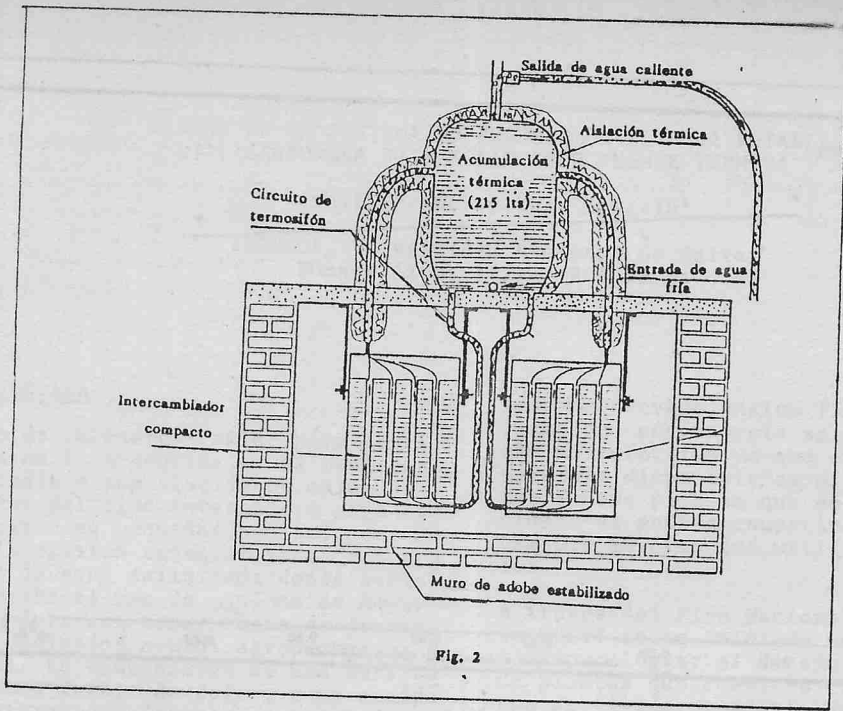 Salida de agua caliente
Aislación térmica
Acumulación
térmica
(215 lts)
Circuito de
termosifón
Entrada de agua
fría
Intercambiador
compacto
Muro de adobe estabilizado
Fig. 2